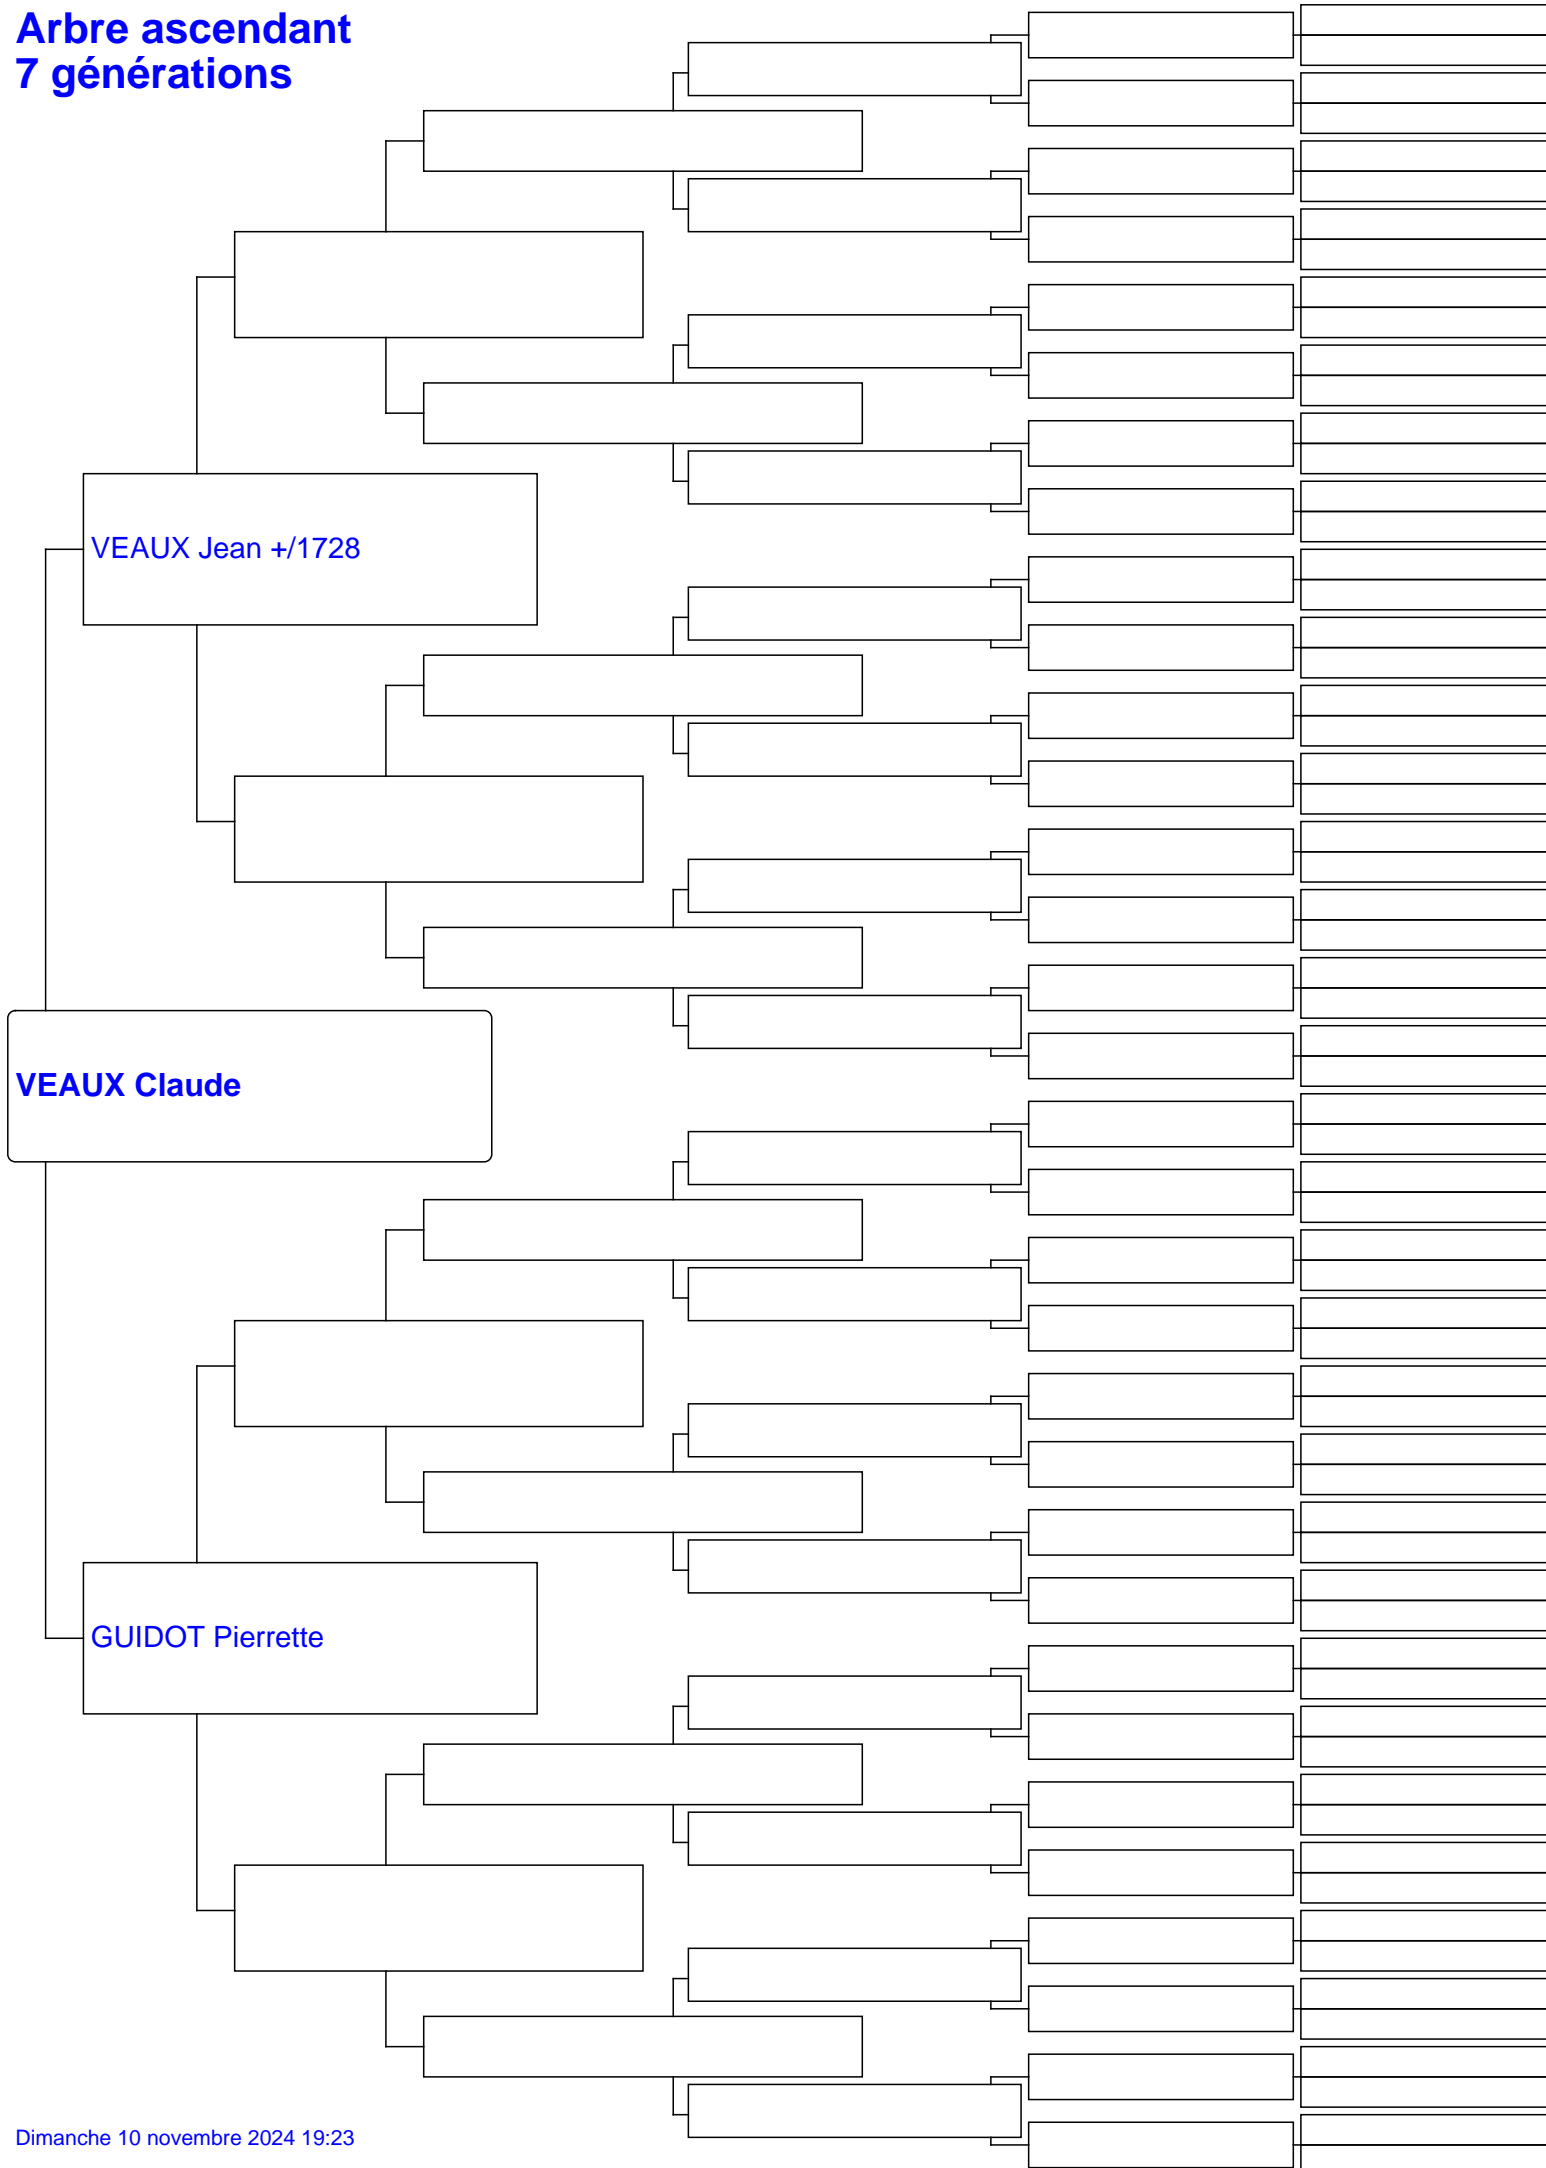 Arbre ascendant
7 générations
VEAUX Jean +/1728
VEAUX Claude
GUIDOT Pierrette
Dimanche 10 novembre 2024 19:23